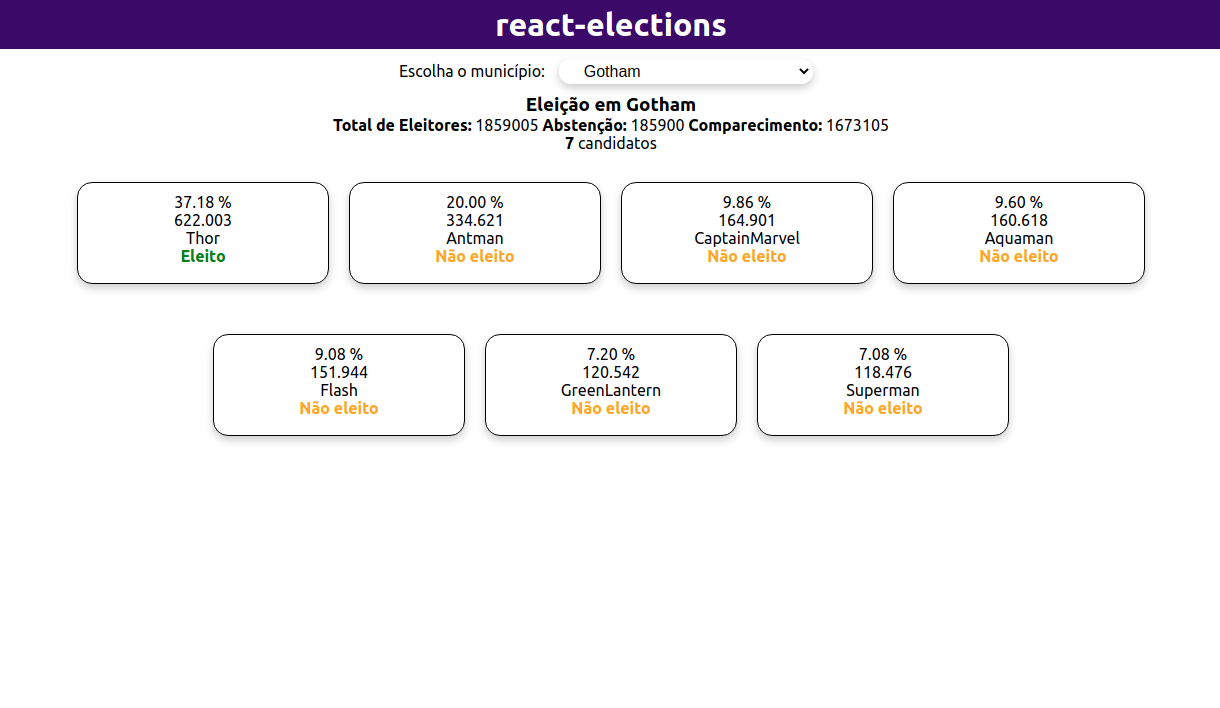 react-elections
Escolha o município: Gotham
Eleição em Gotham
Total de Eleitores: 1859005 Abstenção: 185900 Comparecimento: 1673105
7 candidatos
37.18 %
622.003
Thor
Eleito
20.00 %
334.621
Antman
Não eleito
9.86 %
164.901
CaptainMarvel
Não eleito
9.60 %
160.618
Aquaman
Não eleito
9.08 %
151.944
Flash
Não eleito
7.20 %
120.542
GreenLantern
Não eleito
7.08 %
118.476
Superman
Não eleito